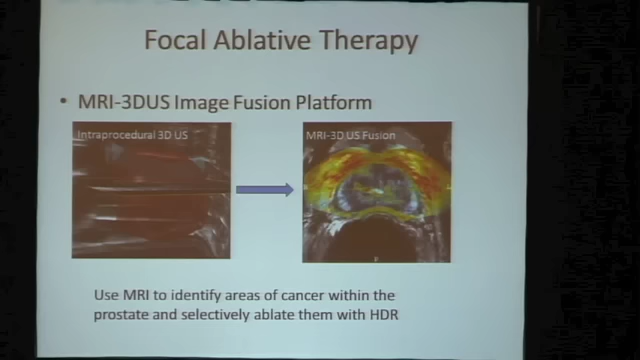 Focal Ablative Therapy
• MRI-3DUS Image Fusion Platform
Intraprocedural 3D US
MRI-3D US Fusion
Use MRI to identify areas of cancer within the
prostate and selectively ablate them with HDR